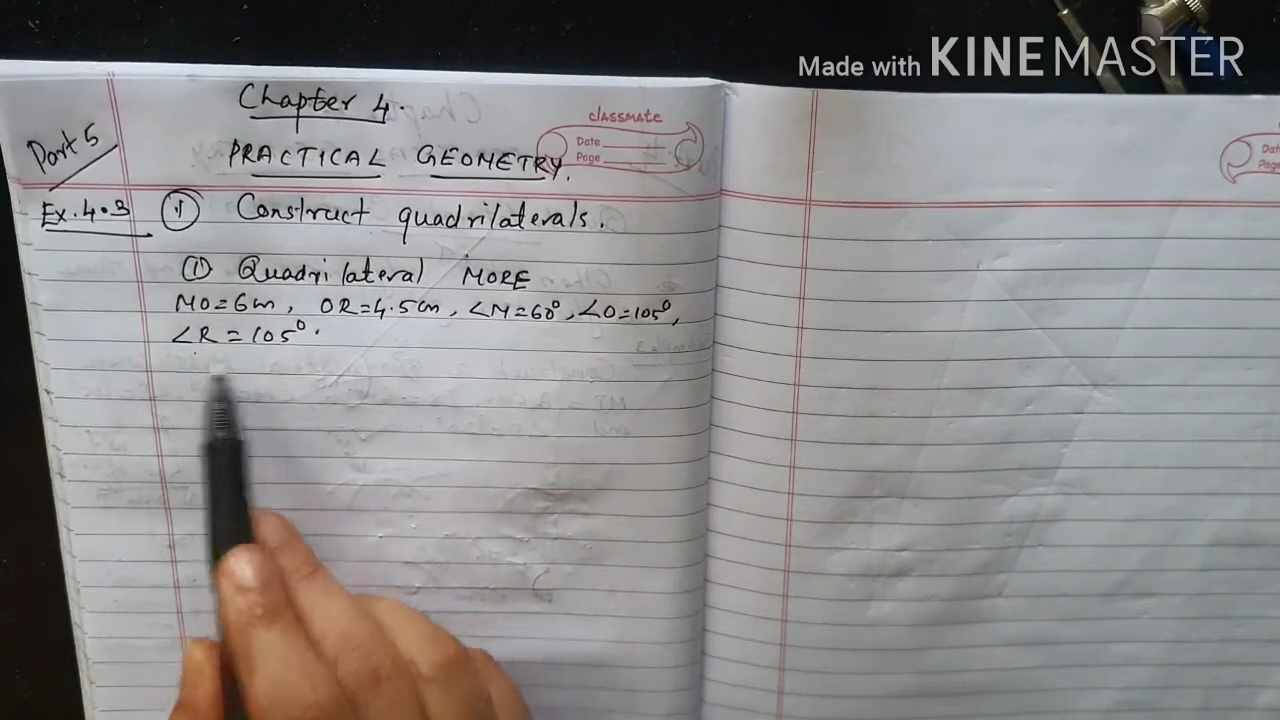 Made with KINEMASTER
Chapter 4.
Part 5
CLASSMATE
Date
Page
PRACTICAL GEOMETRY.
Ex. 4.3 ① Construct quadrilaterals.
① Quadrilateral MORE
MO=6cm, OR=4.5cm, ∠M=60°, ∠O=105°,
∠R=105°.